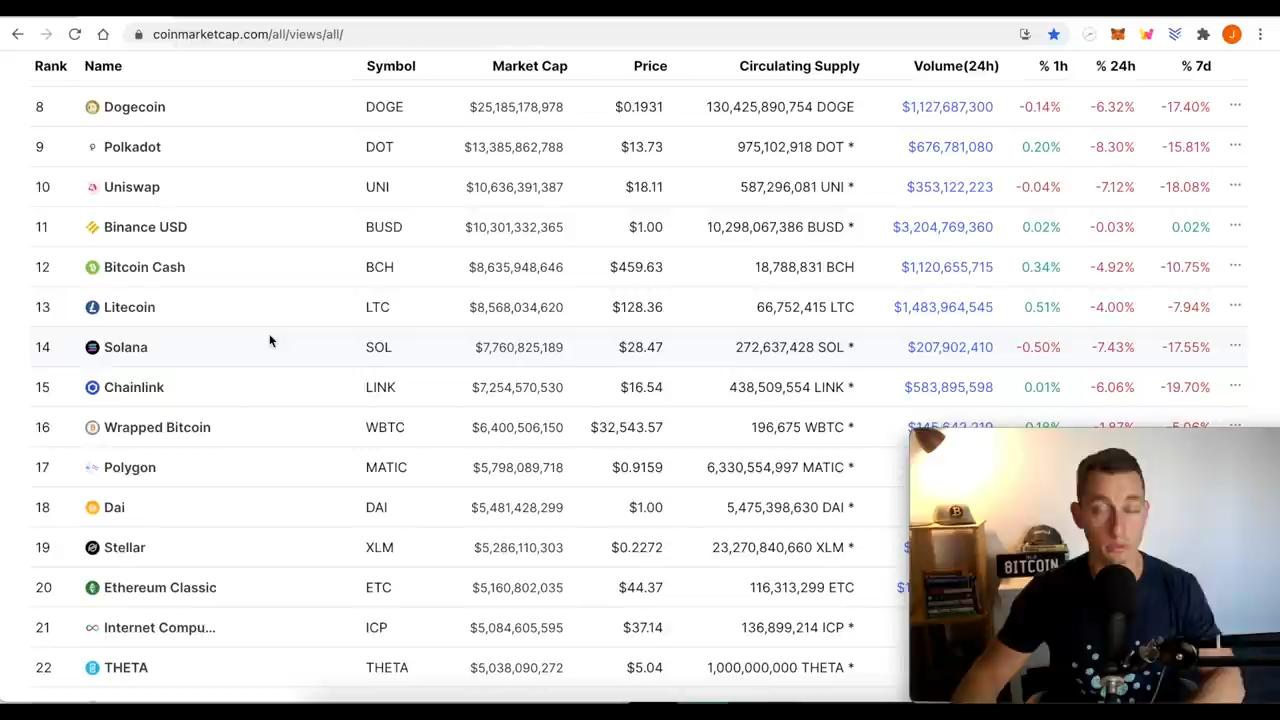 coinmarketcap.com/all/views/all/
J
Rank Name Symbol Market Cap Price Circulating Supply Volume(24h) % 1h % 24h % 7d
8 Dogecoin DOGE $25,185,178,978 $0.1931 130,425,890,754 DOGE $1,127,687,300 -0.14% -6.32% -17.40%
9 Polkadot DOT $13,385,862,788 $13.73 975,102,918 DOT * $676,781,080 0.20% -8.30% -15.81%
10 Uniswap UNI $10,636,391,387 $18.11 587,296,081 UNI * $353,122,223 -0.04% -7.12% -18.08%
11 Binance USD BUSD $10,301,332,365 $1.00 10,298,067,386 BUSD * $3,204,769,360 0.02% -0.03% 0.02%
12 Bitcoin Cash BCH $8,635,948,646 $459.63 18,788,831 BCH $1,120,655,715 0.34% -4.92% -10.75%
13 Litecoin LTC $8,568,034,620 $128.36 66,752,415 LTC $1,483,964,545 0.51% -4.00% -7.94%
14 Solana SOL $7,760,825,189 $28.47 272,637,428 SOL * $207,902,410 -0.50% -7.43% -17.55%
15 Chainlink LINK $7,254,570,530 $16.54 438,509,554 LINK * $583,895,598 0.01% -6.06% -19.70%
16 Wrapped Bitcoin WBTC $6,400,506,150 $32,543.57 196,675 WBTC *
17 Polygon MATIC $5,798,089,718 $0.9159 6,330,554,997 MATIC *
18 Dai DAI $5,481,428,299 $1.00 5,475,398,630 DAI *
19 Stellar XLM $5,286,110,303 $0.2272 23,270,840,660 XLM *
20 Ethereum Classic ETC $5,160,802,035 $44.37 116,313,299 ETC
21 Internet Compu... ICP $5,084,605,595 $37.14 136,899,214 ICP *
22 THETA THETA $5,038,090,272 $5.04 1,000,000,000 THETA *
BITCOIN